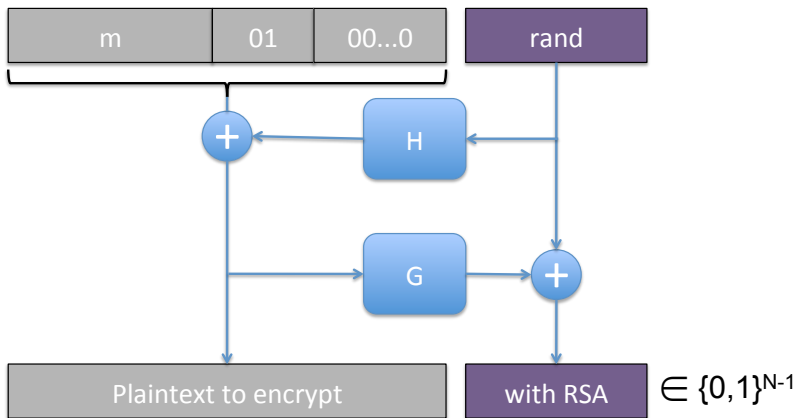 m 01 00...0 rand
+ H
G +
Plaintext to encrypt with RSA ∈ {0,1}ᴺ⁻¹